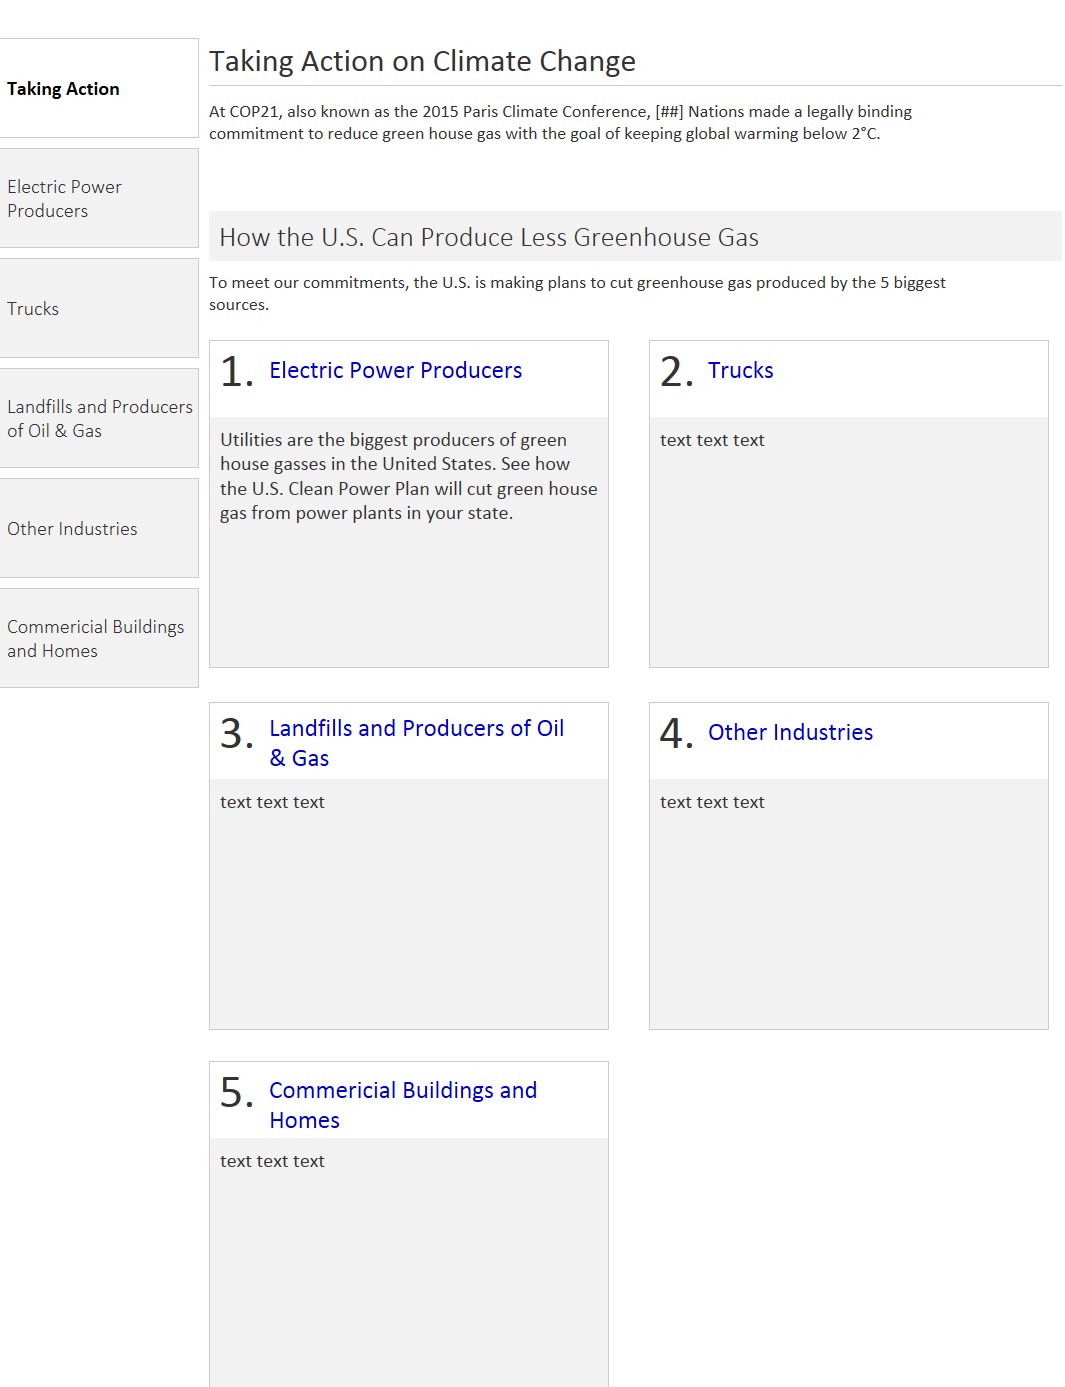 Taking Action
Electric Power
Producers
Trucks
Landfills and Producers
of Oil & Gas
Other Industries
Commericial Buildings
and Homes
Taking Action on Climate Change
At COP21, also known as the 2015 Paris Climate Conference, [##] Nations made a legally binding
commitment to reduce green house gas with the goal of keeping global warming below 2°C.
How the U.S. Can Produce Less Greenhouse Gas
To meet our commitments, the U.S. is making plans to cut greenhouse gas produced by the 5 biggest
sources.
1. Electric Power Producers
Utilities are the biggest producers of green
house gasses in the United States. See how
the U.S. Clean Power Plan will cut green house
gas from power plants in your state.
2. Trucks
text text text
3. Landfills and Producers of Oil
& Gas
text text text
4. Other Industries
text text text
5. Commericial Buildings and
Homes
text text text